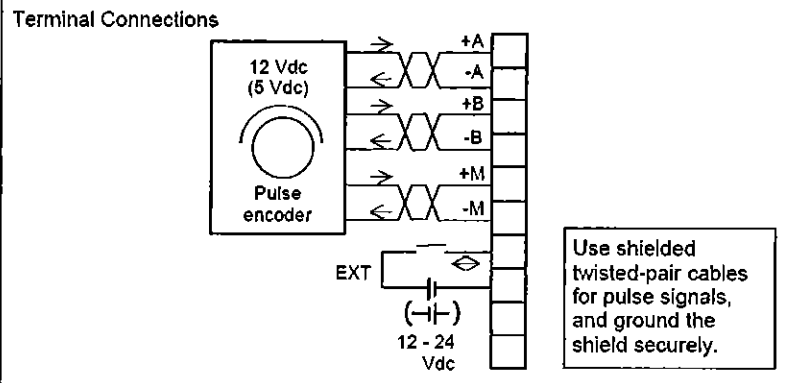 Terminal Connections
12 Vdc
(5 Vdc)
Pulse
encoder
+A
-A
+B
-B
+M
-M
EXT
12 - 24
Vdc
Use shielded
twisted-pair cables
for pulse signals,
and ground the
shield securely.